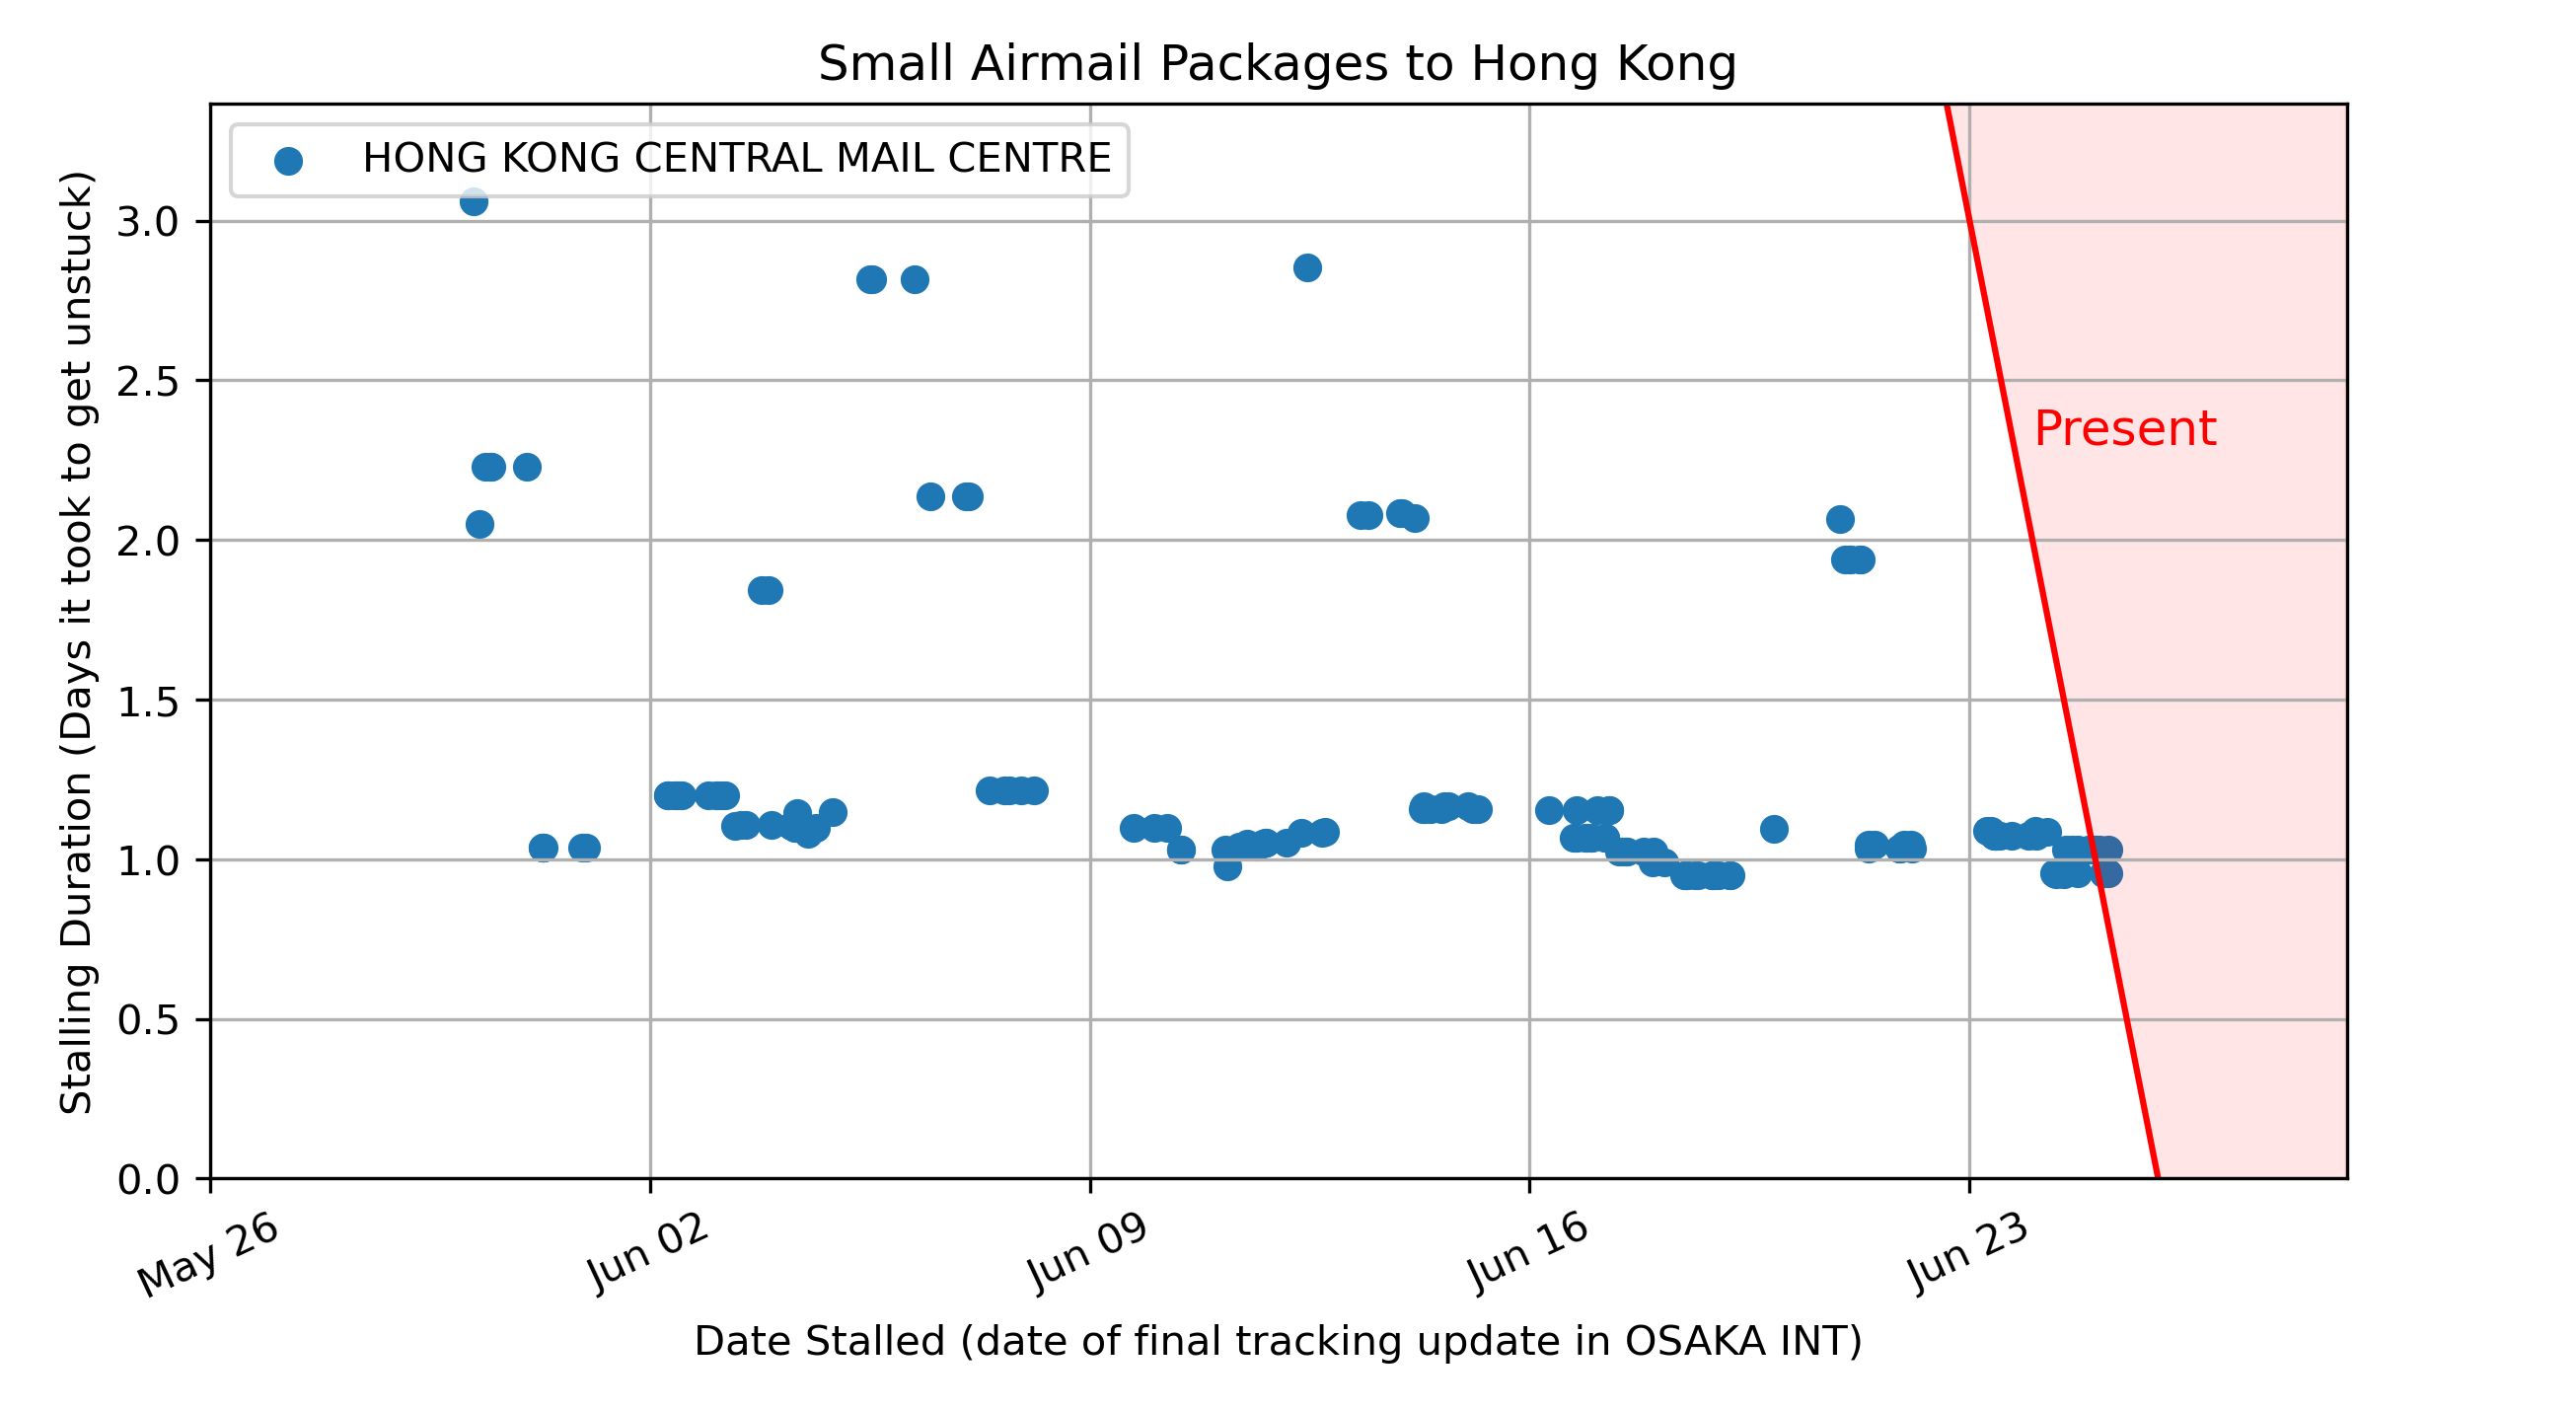 Small Airmail Packages to Hong Kong
HONG KONG CENTRAL MAIL CENTRE
Stalling Duration (Days it took to get unstuck)
3.0
2.5
2.0
1.5
1.0
0.5
0.0
Present
May 26
Jun 02
Jun 09
Jun 16
Jun 23
Date Stalled (date of final tracking update in OSAKA INT)